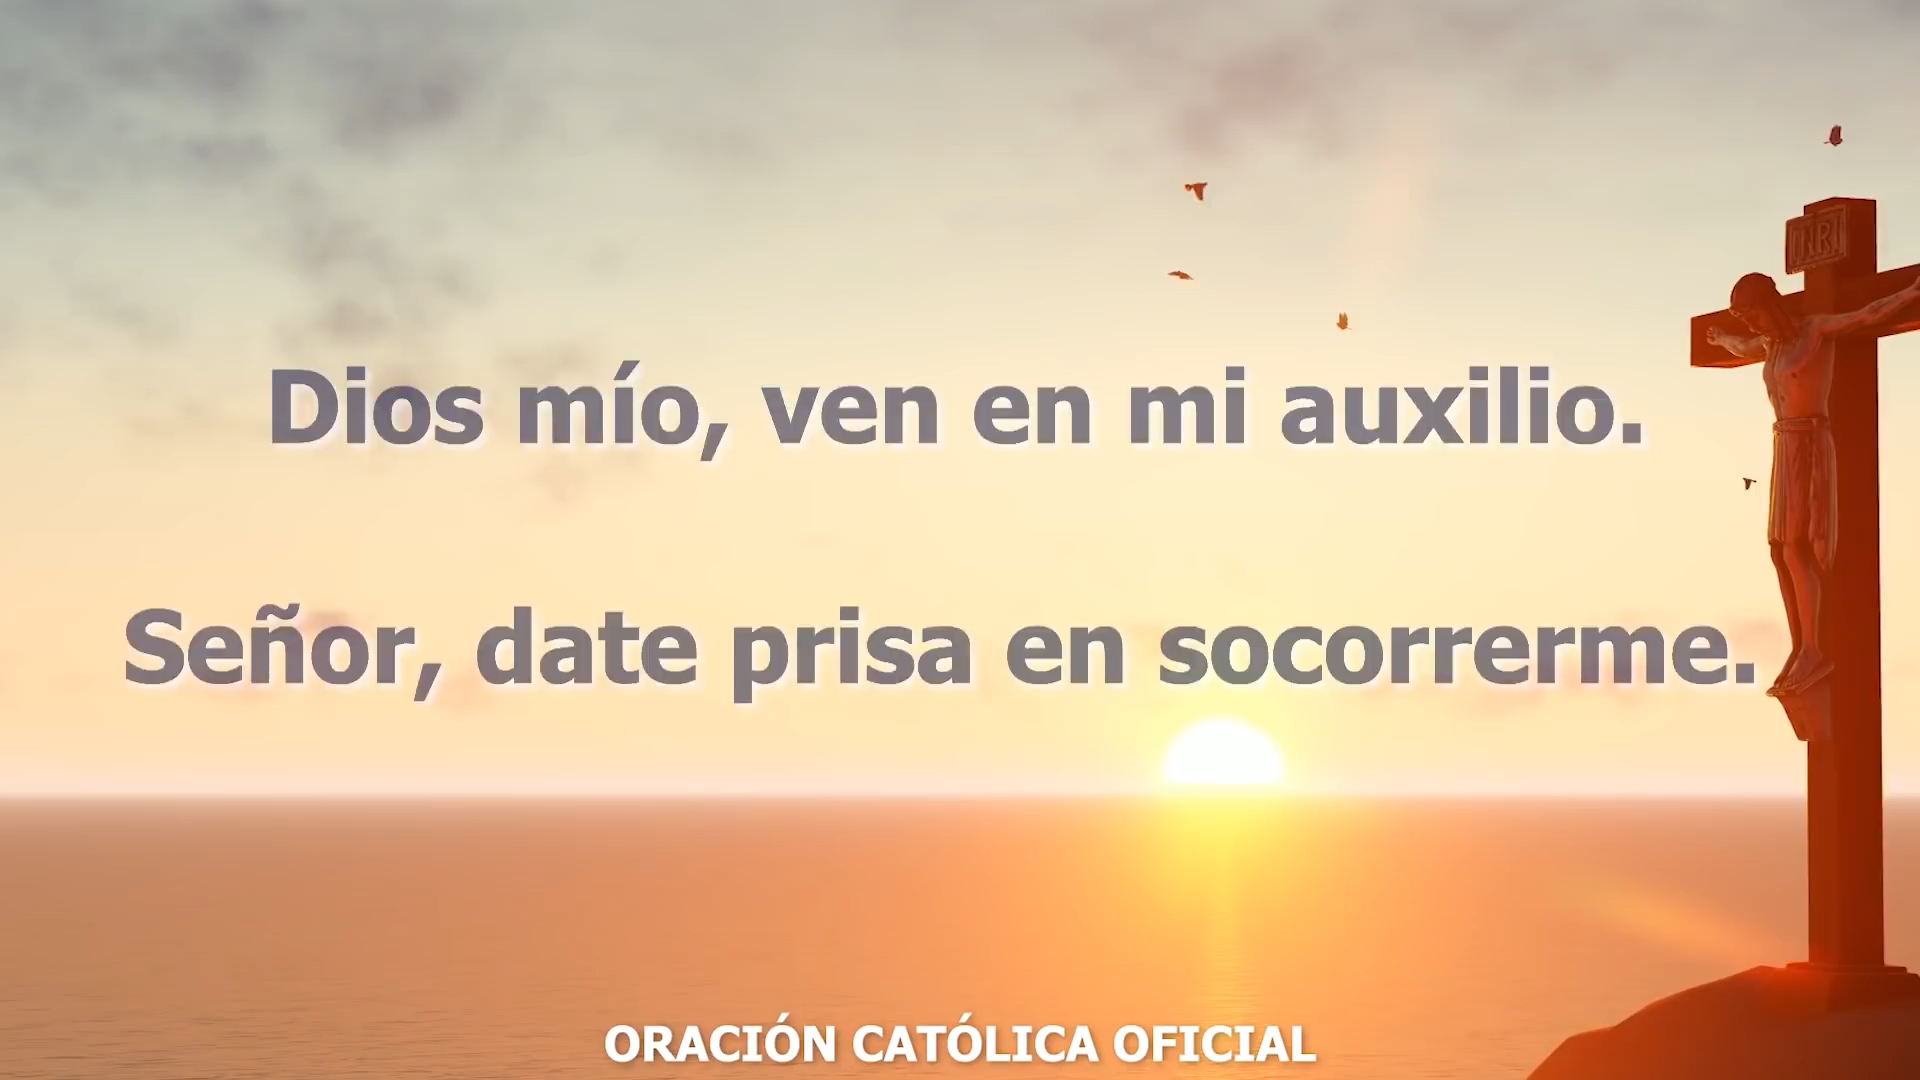 INRI
Dios mío, ven en mi auxilio.
Señor, date prisa en socorrerme.
ORACIÓN CATÓLICA OFICIAL